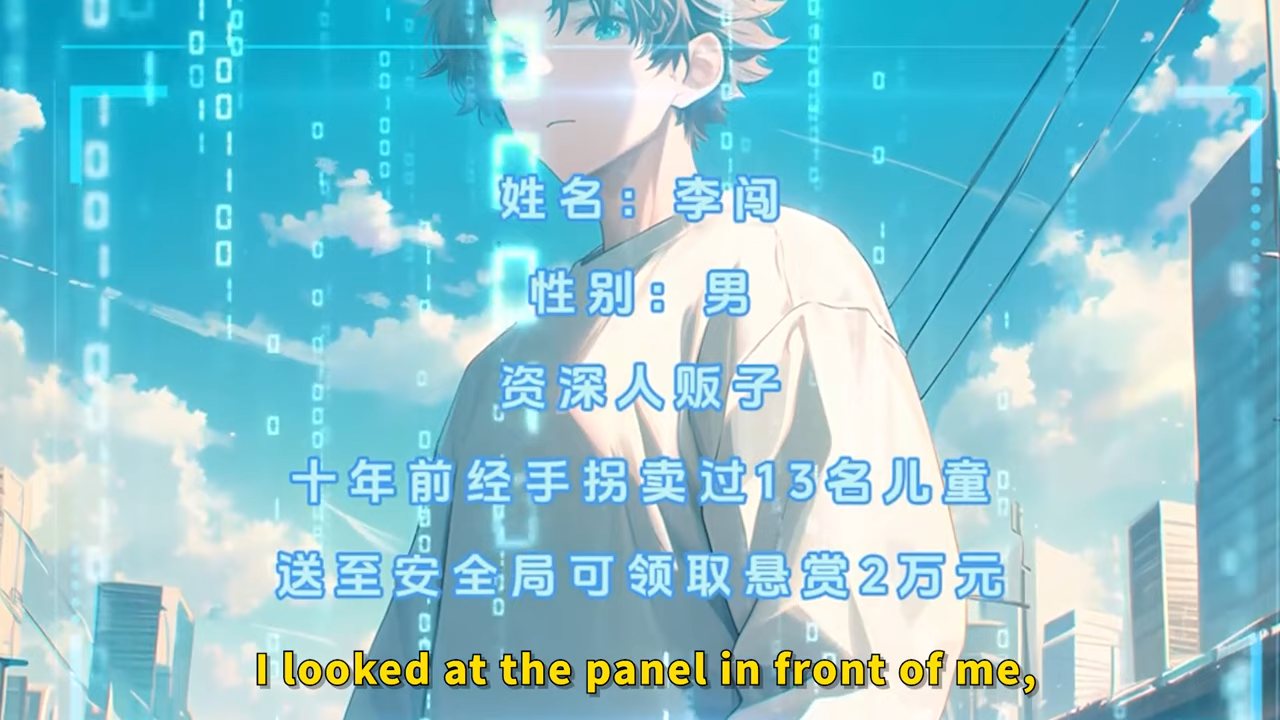 姓名：李闯
性别：男
资深人贩子
十年前经手拐卖过13名儿童
送至安全局可领取悬赏2万元
I looked at the panel in front of me,